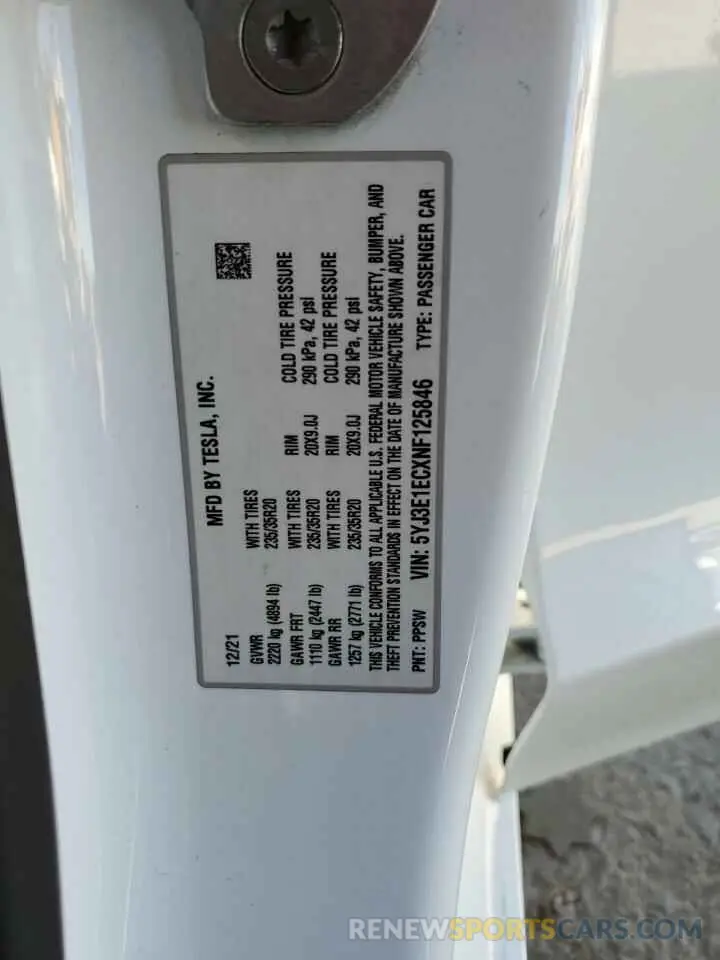 MFD BY TESLA, INC.
12/21
GVWR WITH TIRES RIM COLD TIRE PRESSURE
2220 kg (4894 lb) 235/35R20 20X9.0J 290 kPa, 42 psi
GAWR FRT WITH TIRES RIM COLD TIRE PRESSURE
1110 kg (2447 lb) 235/35R20 20X9.0J 290 kPa, 42 psi
GAWR RR WITH TIRES
1257 kg (2771 lb) 235/35R20
THIS VEHICLE CONFORMS TO ALL APPLICABLE U.S. FEDERAL MOTOR VEHICLE SAFETY, BUMPER, AND
THEFT PREVENTION STANDARDS IN EFFECT ON THE DATE OF MANUFACTURE SHOWN ABOVE.
PNT: PPSW VIN: 5YJ3E1ECXNF125846 TYPE: PASSENGER CAR
RENEWSPORTSCARS.COM